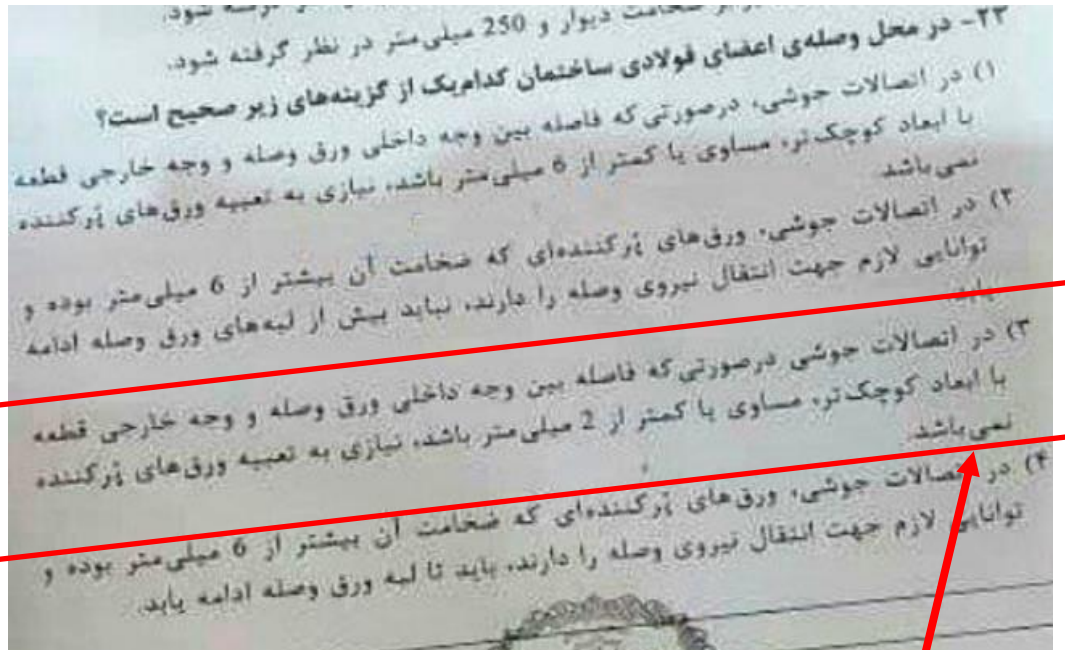 شود.
ضخامت دیوار و 250 میلی‌متر در نظر گرفته شود.
۲۳- در محل وصله‌ی اعضای فولادی ساختمان کدام‌یک از گزینه‌های زیر صحیح است؟
۱) در اتصالات جوشی، درصورتی‌که فاصله بین وجه داخلی ورق وصله و وجه خارجی قطعه
با ابعاد کوچک‌تر، مساوی یا کمتر از 6 میلی‌متر باشد، نیازی به تعبیه ورق‌های پُرکننده
نمی‌باشد.
۲) در اتصالات جوشی، ورق‌های پُرکننده‌ای که ضخامت آن بیشتر از 6 میلی‌متر بوده و
توانایی لازم جهت انتقال نیروی وصله را دارند، نباید بیش از لبه‌های ورق وصله ادامه
یابد.
۳) در اتصالات جوشی درصورتی‌که فاصله بین وجه داخلی ورق وصله و وجه خارجی قطعه
با ابعاد کوچک‌تر، مساوی یا کمتر از 2 میلی‌متر باشد، نیازی به تعبیه ورق‌های پُرکننده
نمی‌باشد.
۴) در اتصالات جوشی، ورق‌های پُرکننده‌ای که ضخامت آن بیشتر از 6 میلی‌متر بوده و
توانایی لازم جهت انتقال نیروی وصله را دارند، باید تا لبه ورق وصله ادامه یابد.